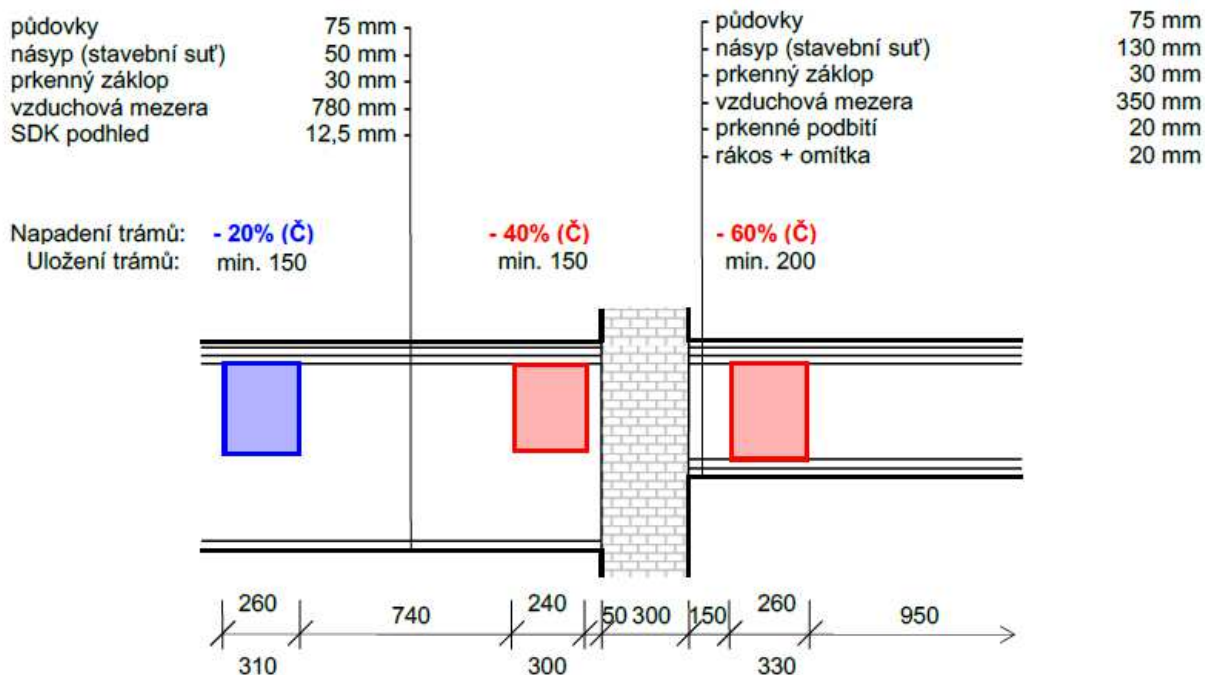 půdovky 75 mm
násyp (stavební suť) 50 mm
prkenný záklop 30 mm
vzduchová mezera 780 mm
SDK podhled 12,5 mm
půdovky 75 mm
násyp (stavební suť) 130 mm
prkenný záklop 30 mm
vzduchová mezera 350 mm
prkenné podbití 20 mm
rákos + omítka 20 mm
Napadení trámů: - 20% (Č) - 40% (Č) - 60% (Č)
Uložení trámů: min. 150 min. 150 min. 200
260 740 240 50 300 150 260 950
310 300 330